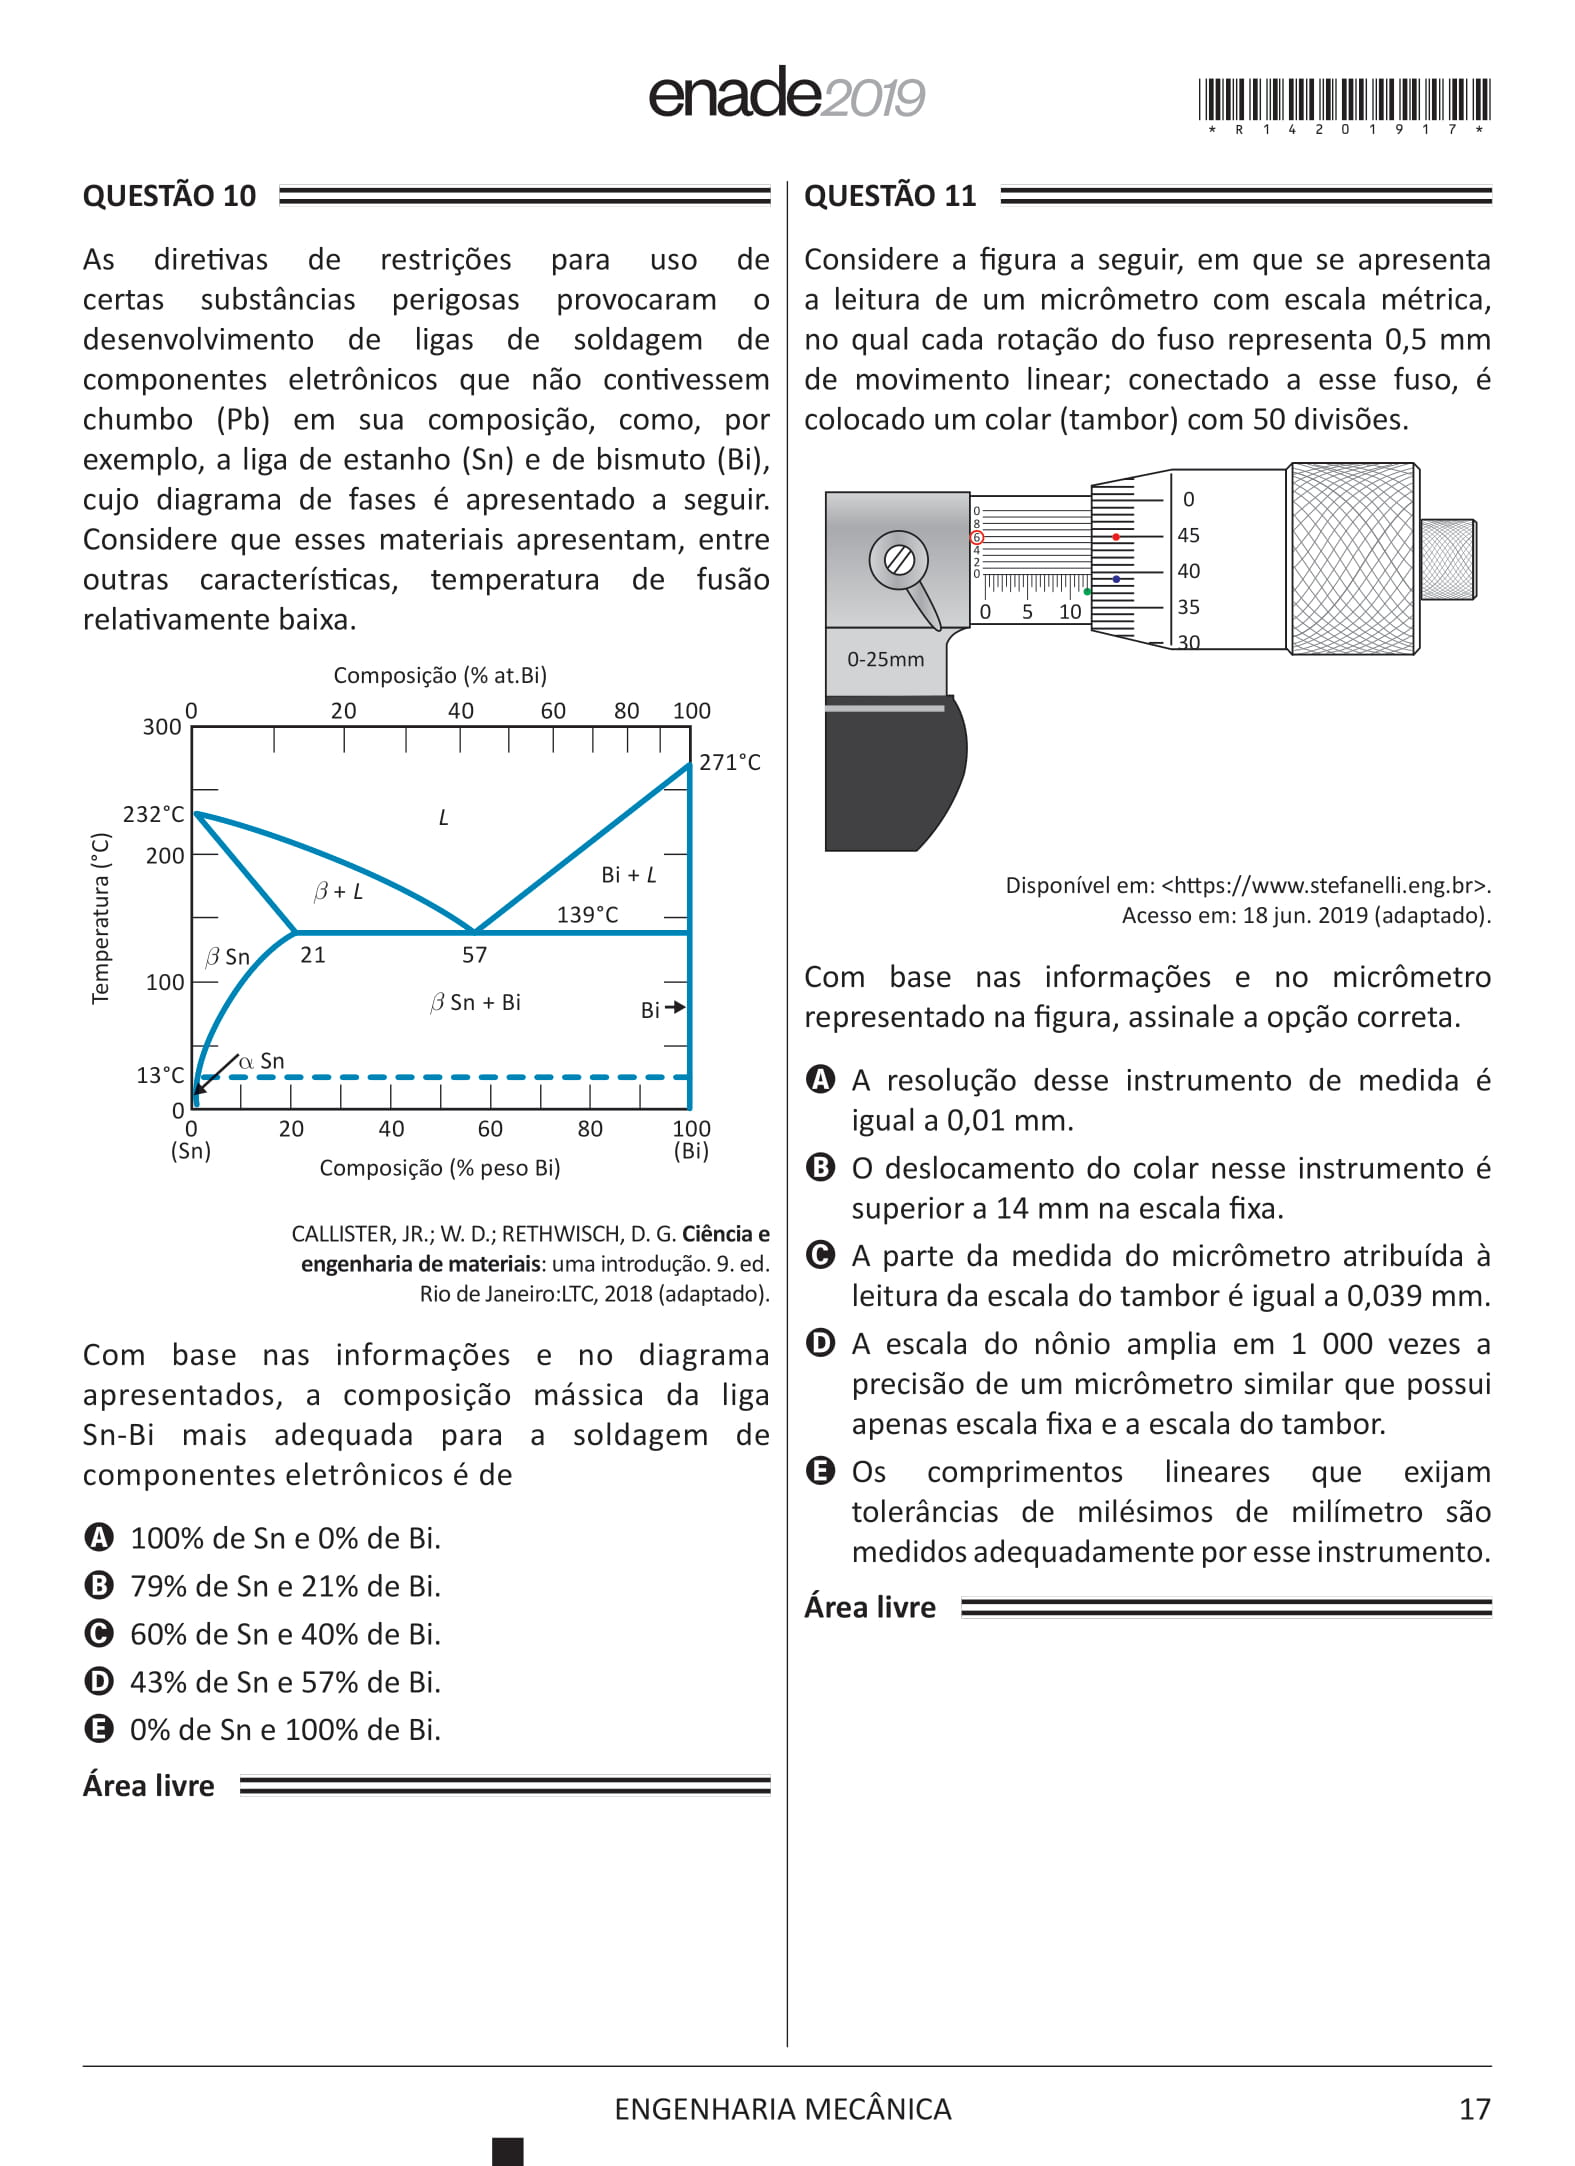 enade2019
* R 1 4 2 0 1 9 1 7 *
QUESTÃO 10
As diretivas de restrições para uso de
certas substâncias perigosas provocaram o
desenvolvimento de ligas de soldagem de
componentes eletrônicos que não contivessem
chumbo (Pb) em sua composição, como, por
exemplo, a liga de estanho (Sn) e de bismuto (Bi),
cujo diagrama de fases é apresentado a seguir.
Considere que esses materiais apresentam, entre
outras características, temperatura de fusão
relativamente baixa.
Composição (% at.Bi)
0 20 40 60 80 100
300
271°C
232°C
L
200
Temperatura (°C)
Bi + L
β + L
139°C
β Sn
21
57
100
β Sn + Bi
Bi
α Sn
13°C
0
0 20 40 60 80 100
(Sn) (Bi)
Composição (% peso Bi)
CALLISTER, JR.; W. D.; RETHWISCH, D. G. Ciência e
engenharia de materiais: uma introdução. 9. ed.
Rio de Janeiro:LTC, 2018 (adaptado).
Com base nas informações e no diagrama
apresentados, a composição mássica da liga
Sn-Bi mais adequada para a soldagem de
componentes eletrônicos é de
A 100% de Sn e 0% de Bi.
B 79% de Sn e 21% de Bi.
C 60% de Sn e 40% de Bi.
D 43% de Sn e 57% de Bi.
E 0% de Sn e 100% de Bi.
Área livre
QUESTÃO 11
Considere a figura a seguir, em que se apresenta
a leitura de um micrômetro com escala métrica,
no qual cada rotação do fuso representa 0,5 mm
de movimento linear; conectado a esse fuso, é
colocado um colar (tambor) com 50 divisões.
0
8
6
4
2
0
0 5 10
0
45
40
35
30
0-25mm
Disponível em: <https://www.stefanelli.eng.br>.
Acesso em: 18 jun. 2019 (adaptado).
Com base nas informações e no micrômetro
representado na figura, assinale a opção correta.
A A resolução desse instrumento de medida é
igual a 0,01 mm.
B O deslocamento do colar nesse instrumento é
superior a 14 mm na escala fixa.
C A parte da medida do micrômetro atribuída à
leitura da escala do tambor é igual a 0,039 mm.
D A escala do nônio amplia em 1 000 vezes a
precisão de um micrômetro similar que possui
apenas escala fixa e a escala do tambor.
E Os comprimentos lineares que exijam
tolerâncias de milésimos de milímetro são
medidos adequadamente por esse instrumento.
Área livre
ENGENHARIA MECÂNICA
17